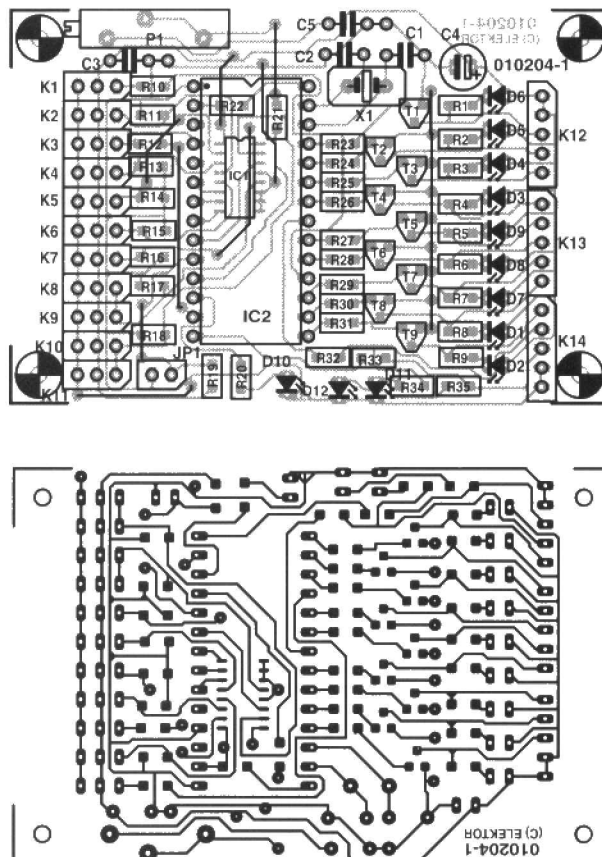 P1
C5
C1
010204-1
(C) ELEKTOR
C2
C4
C3
010204-1
K1
R10
R22
R21
X1
T1
R1
D6
K2
R11
D5
K12
K3
R12
R23
T2
R2
R13
R24
T3
R3
D4
K4
IC1
R25
K5
R14
R26
T4
R4
D3
K6
R15
T5
R5
D9
R27
K13
K7
R16
R28
T6
R6
D8
K8
R17
R29
T7
R7
D7
R30
T8
K9
IC2
R31
R8
D1
K14
K10
R18
T9
JP1
R32
R33
R9
D2
D10
K11
R19
R20
D12
D11
R34
R35
010204-1
(C) ELEKTOR